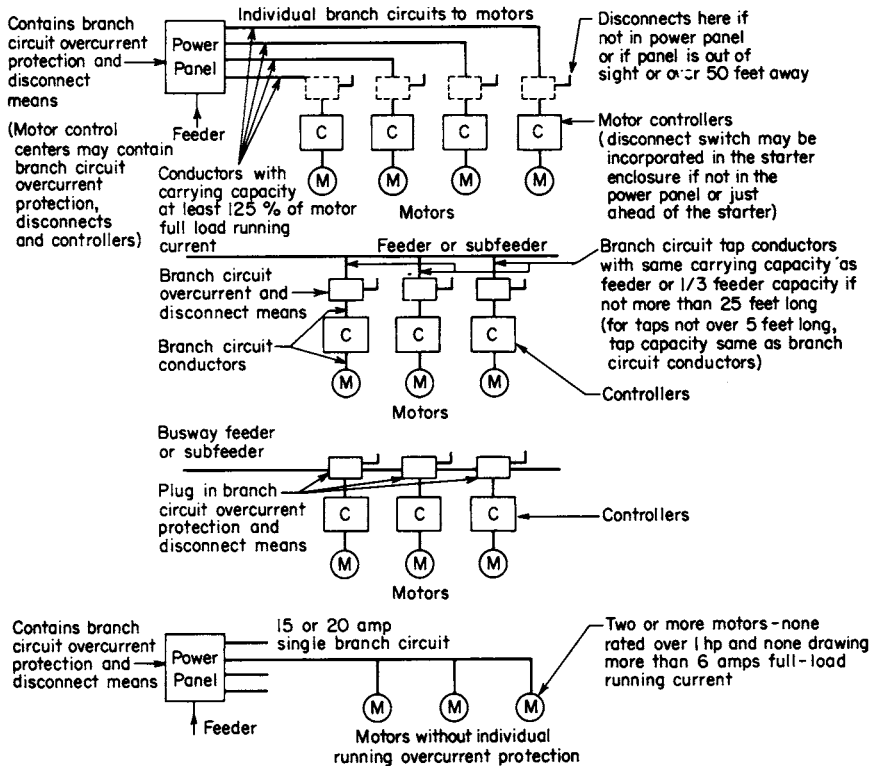 Contains branch
circuit overcurrent
protection and
disconnect
means
Power
Panel
Feeder
(Motor control
centers may contain
branch circuit
overcurrent
protection,
disconnects
and controllers)
Individual branch circuits to motors
Conductors with
carrying capacity
at least 125 % of motor
full load running
current
C
C
C
C
M
M
M
M
Motors
Disconnects here if
not in power panel
or if panel is out of
sight or over 50 feet away
Motor controllers
(disconnect switch may be
incorporated in the starter
enclosure if not in the
power panel or just
ahead of the starter)
Feeder or subfeeder
Branch circuit
overcurrent and
disconnect means
Branch circuit
conductors
C
C
C
M
M
M
Motors
Branch circuit tap conductors
with same carrying capacity as
feeder or 1/3 feeder capacity if
not more than 25 feet long
(for taps not over 5 feet long,
tap capacity same as branch
circuit conductors)
Controllers
Busway feeder
or subfeeder
Plug in branch
circuit overcurrent
protection and
disconnect means
C
C
C
M
M
M
Motors
Controllers
Contains branch
circuit overcurrent
protection and
disconnect means
Power
Panel
Feeder
15 or 20 amp
single branch circuit
M
M
M
Motors without individual
running overcurrent protection
Two or more motors-none
rated over 1 hp and none drawing
more than 6 amps full-load
running current